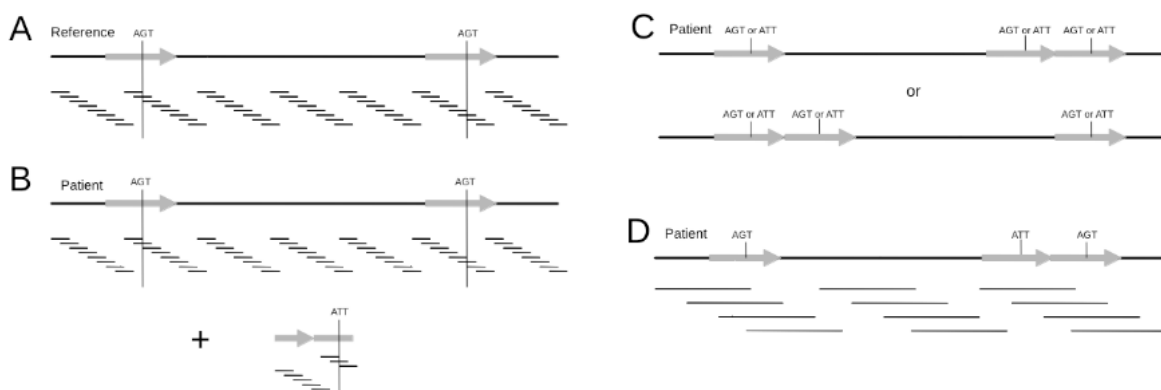 A
Reference
AGT
AGT
B
Patient
AGT
AGT
+
ATT
C
Patient
AGT or ATT
AGT or ATT
AGT or ATT
or
AGT or ATT
AGT or ATT
AGT or ATT
D
Patient
AGT
ATT
AGT